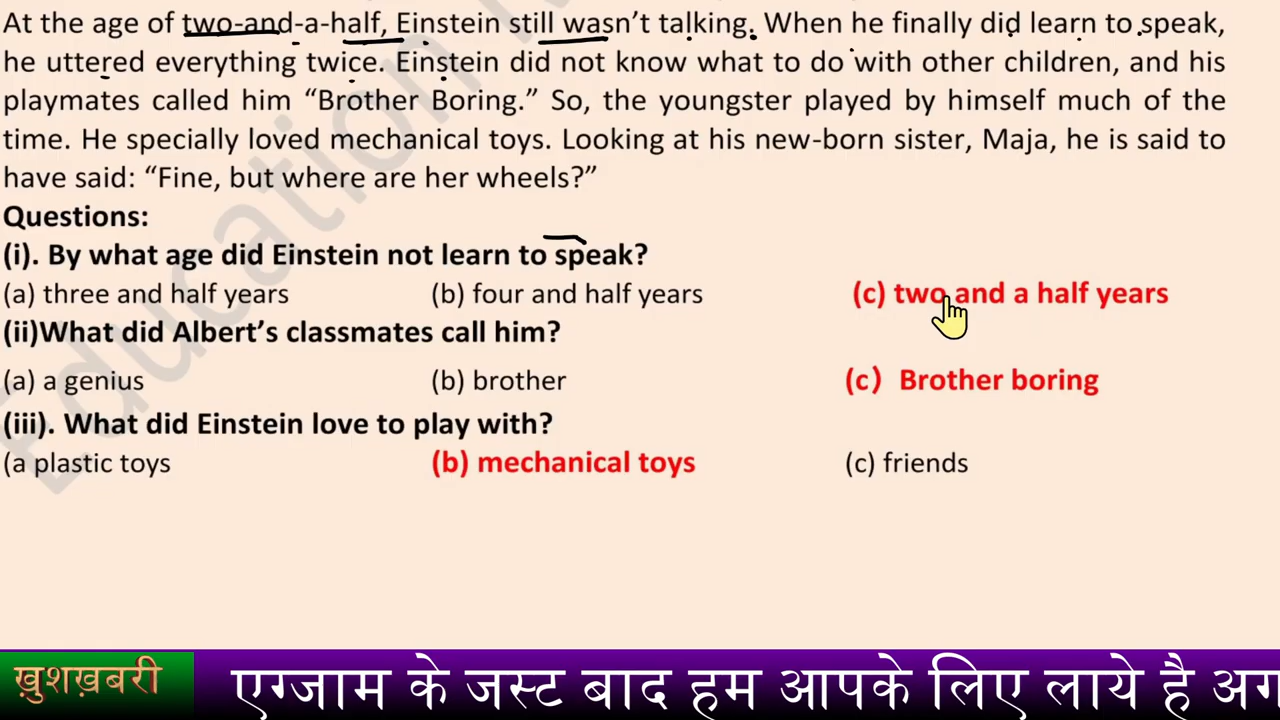 At the age of two-and-a-half, Einstein still wasn't talking. When he finally did learn to speak,
he uttered everything twice. Einstein did not know what to do with other children, and his
playmates called him “Brother Boring.” So, the youngster played by himself much of the
time. He specially loved mechanical toys. Looking at his new-born sister, Maja, he is said to
have said: “Fine, but where are her wheels?”
Questions:
(i). By what age did Einstein not learn to speak?
(a) three and half years (b) four and half years (c) two and a half years
(ii)What did Albert's classmates call him?
(a) a genius (b) brother (c) Brother boring
(iii). What did Einstein love to play with?
(a plastic toys (b) mechanical toys (c) friends
ख़ुशख़बरी एग्जाम के जस्ट बाद हम आपके लिए लाये है